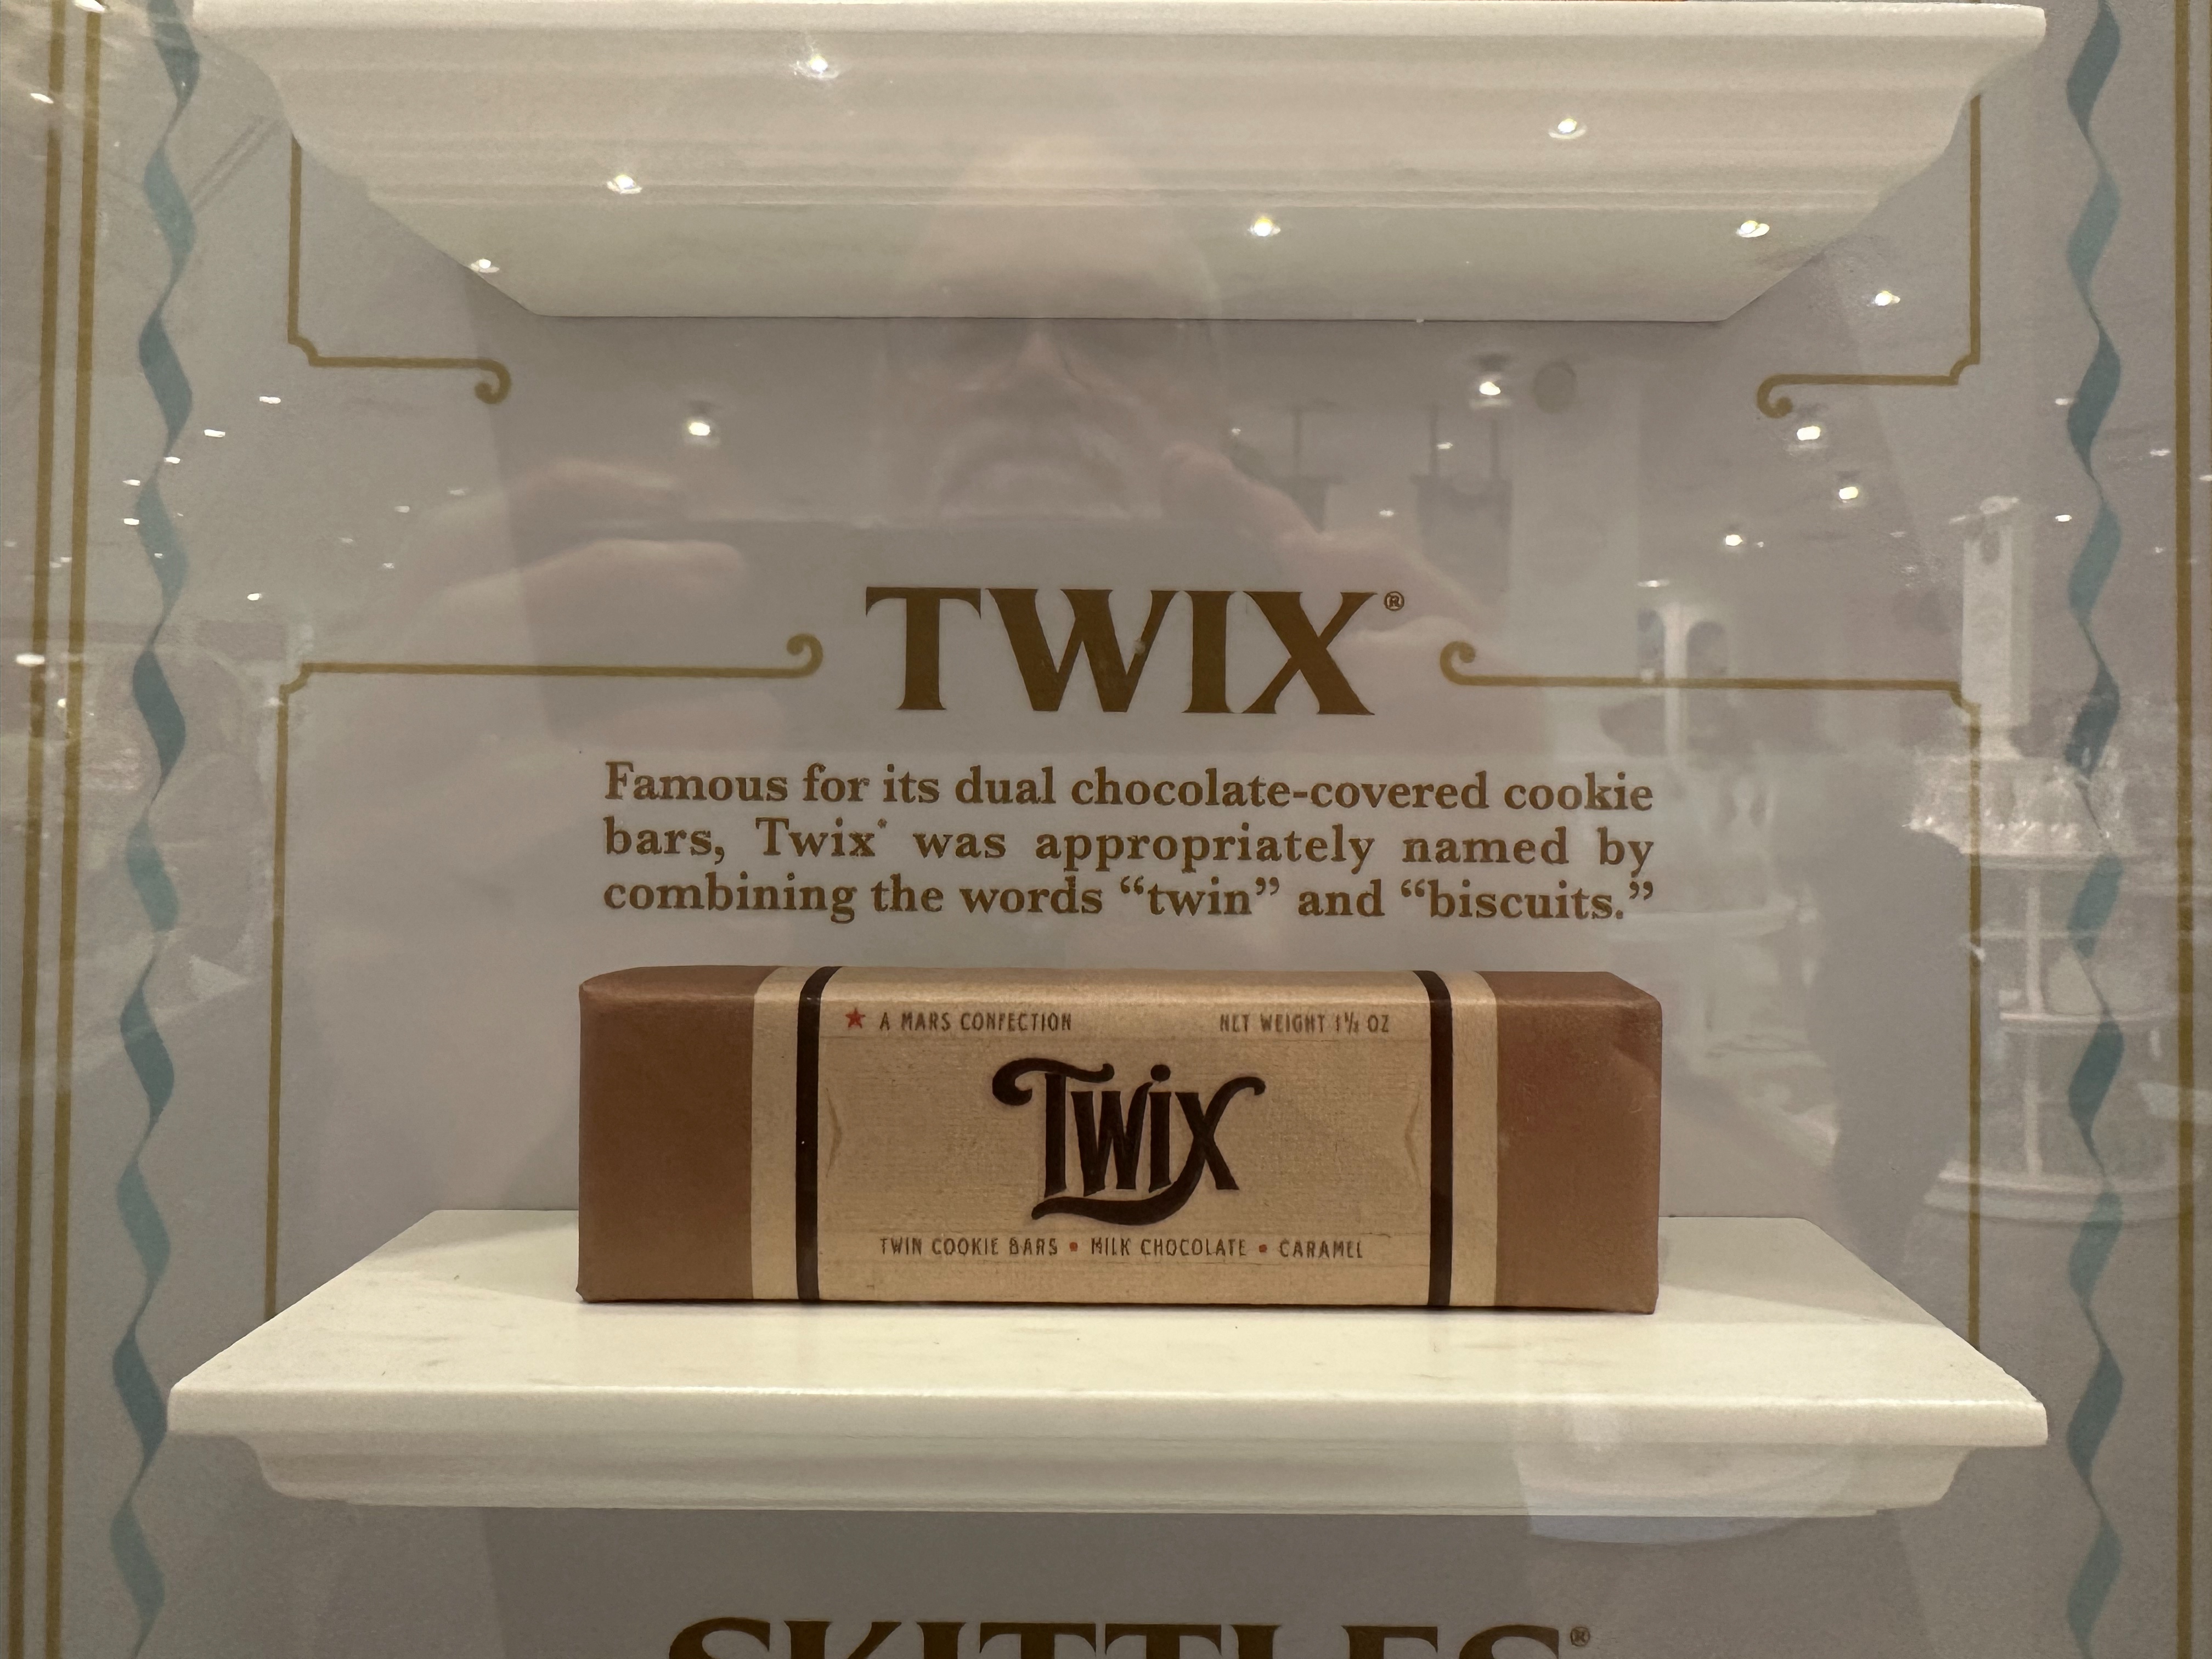 TWIX®
Famous for its dual chocolate-covered cookie
bars, Twix® was appropriately named by
combining the words “twin” and “biscuits.”
★ A MARS CONFECTION NET WEIGHT 1½ OZ
Twix
TWIN COOKIE BARS • MILK CHOCOLATE • CARAMEL
SKITTLES®